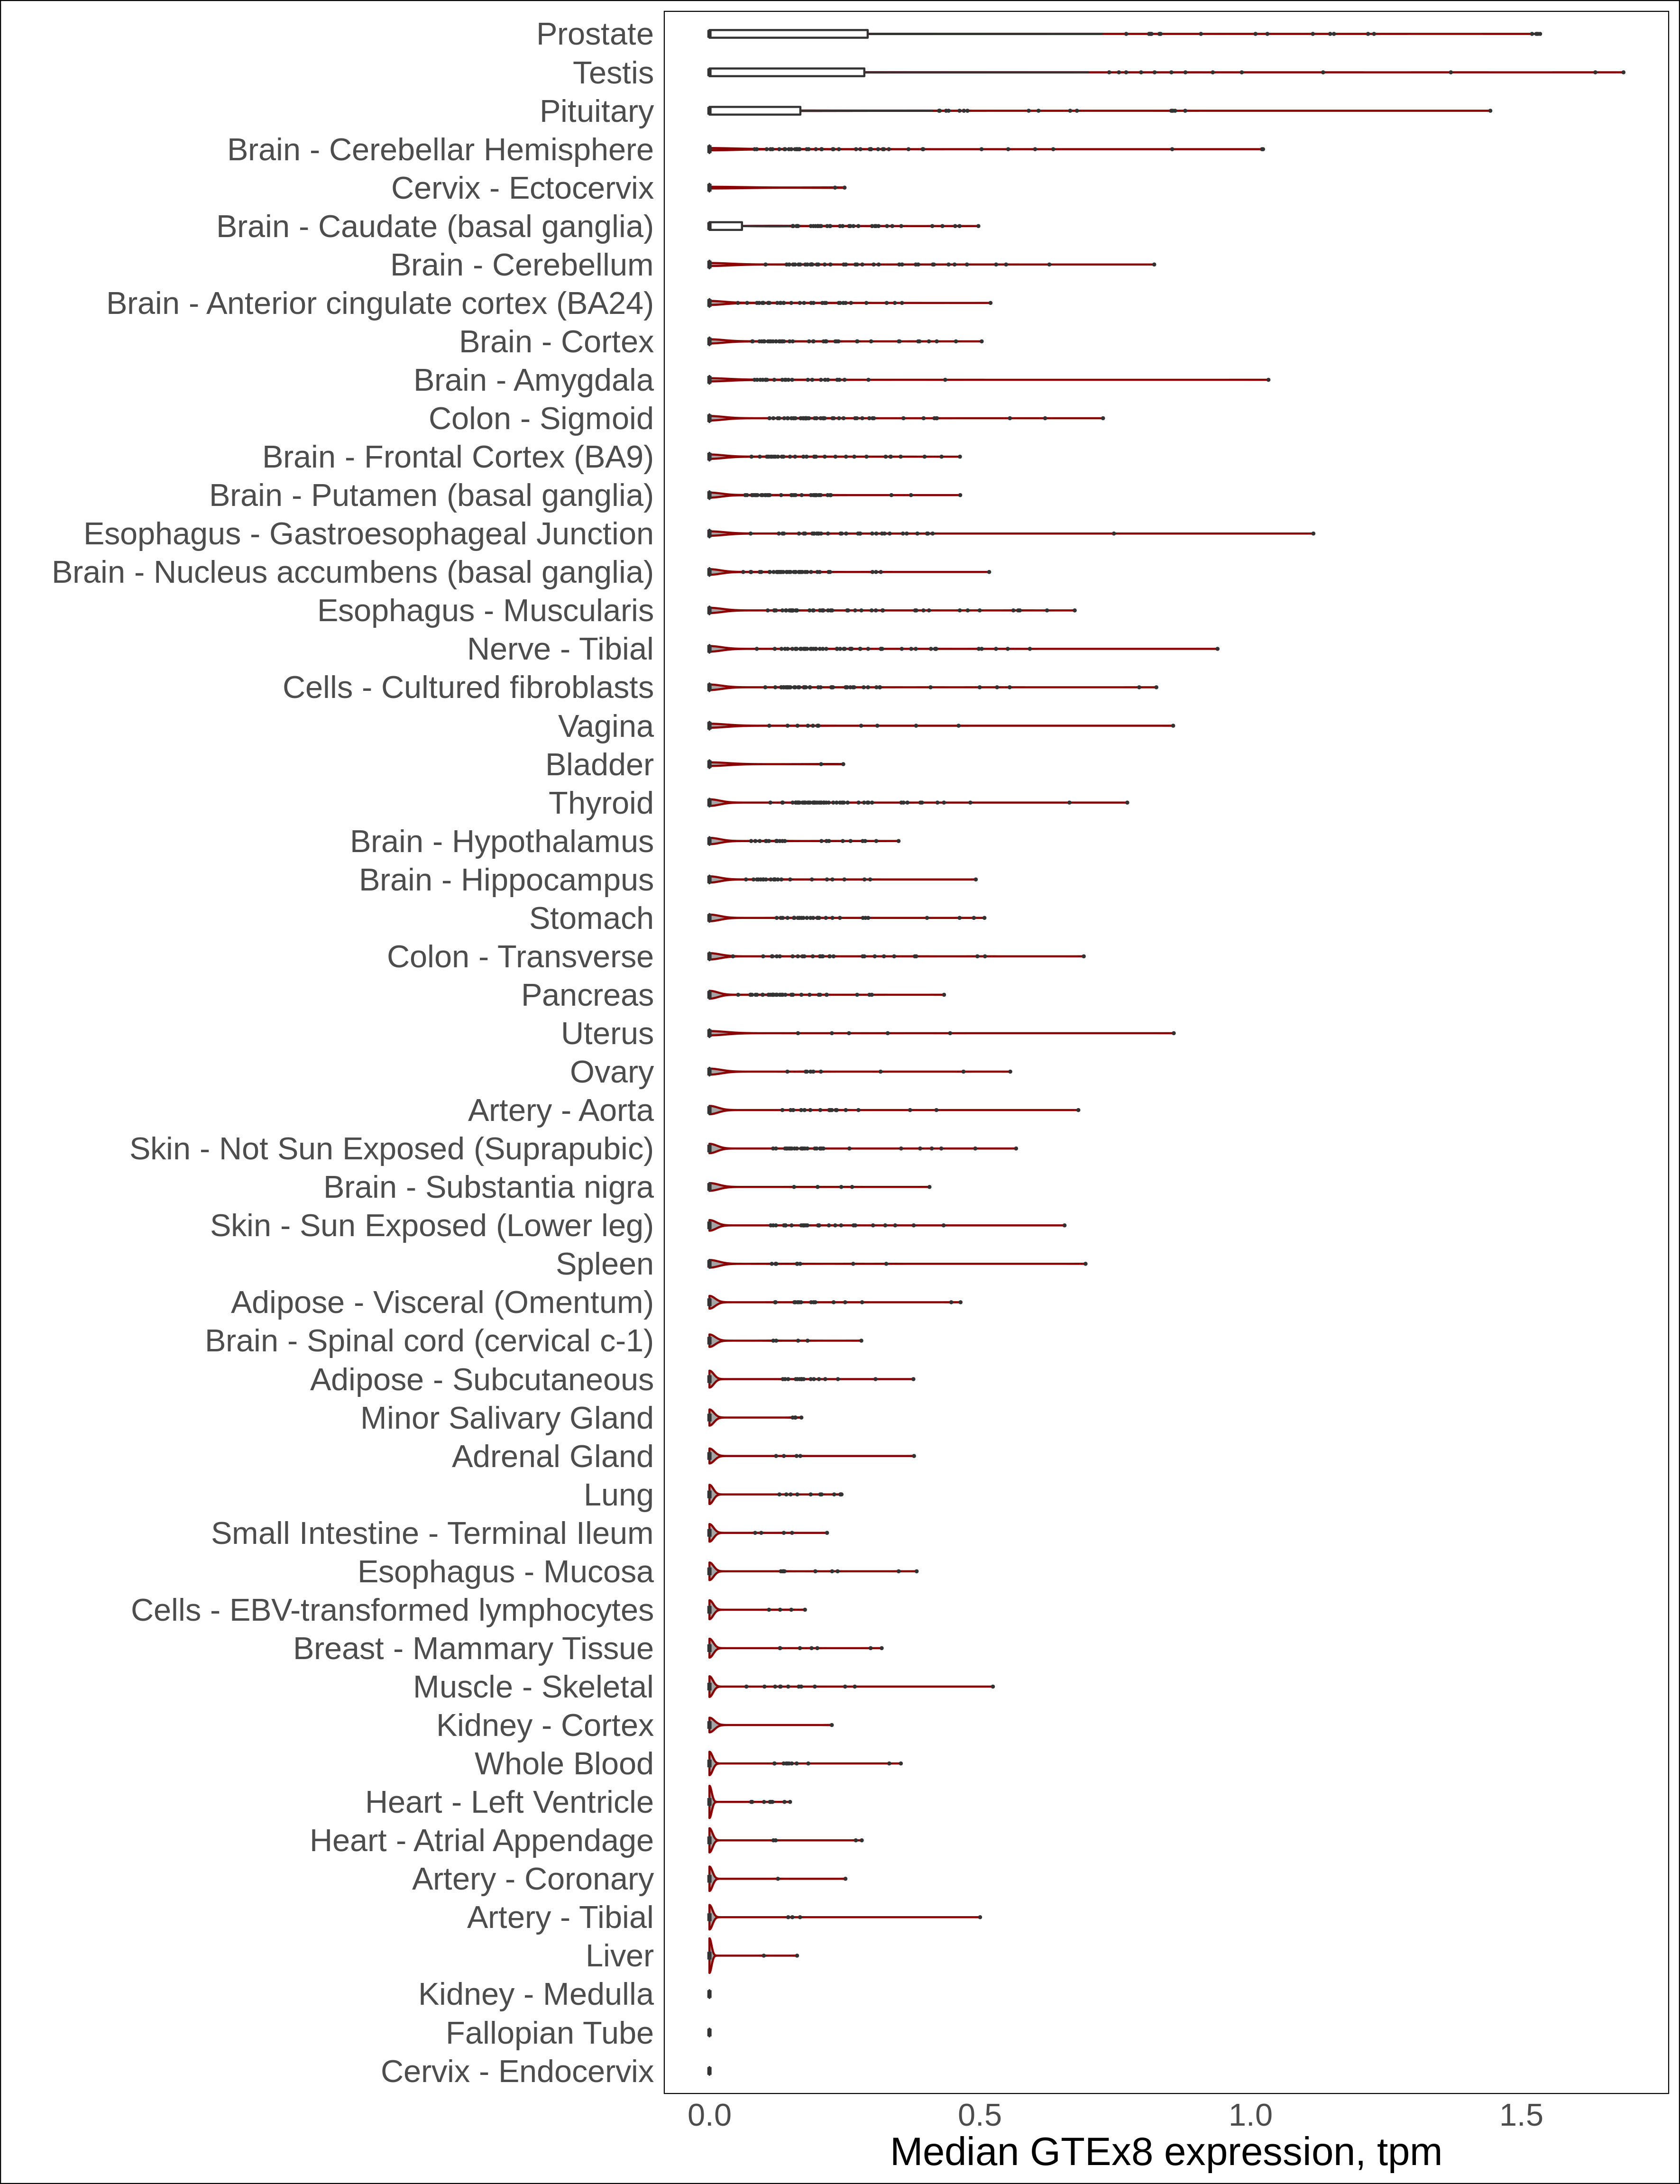 Prostate
Testis
Pituitary
Brain - Cerebellar Hemisphere
Cervix - Ectocervix
Brain - Caudate (basal ganglia)
Brain - Cerebellum
Brain - Anterior cingulate cortex (BA24)
Brain - Cortex
Brain - Amygdala
Colon - Sigmoid
Brain - Frontal Cortex (BA9)
Brain - Putamen (basal ganglia)
Esophagus - Gastroesophageal Junction
Brain - Nucleus accumbens (basal ganglia)
Esophagus - Muscularis
Nerve - Tibial
Cells - Cultured fibroblasts
Vagina
Bladder
Thyroid
Brain - Hypothalamus
Brain - Hippocampus
Stomach
Colon - Transverse
Pancreas
Uterus
Ovary
Artery - Aorta
Skin - Not Sun Exposed (Suprapubic)
Brain - Substantia nigra
Skin - Sun Exposed (Lower leg)
Spleen
Adipose - Visceral (Omentum)
Brain - Spinal cord (cervical c-1)
Adipose - Subcutaneous
Minor Salivary Gland
Adrenal Gland
Lung
Small Intestine - Terminal Ileum
Esophagus - Mucosa
Cells - EBV-transformed lymphocytes
Breast - Mammary Tissue
Muscle - Skeletal
Kidney - Cortex
Whole Blood
Heart - Left Ventricle
Heart - Atrial Appendage
Artery - Coronary
Artery - Tibial
Liver
Kidney - Medulla
Fallopian Tube
Cervix - Endocervix
0.0 0.5 1.0 1.5
Median GTEx8 expression, tpm